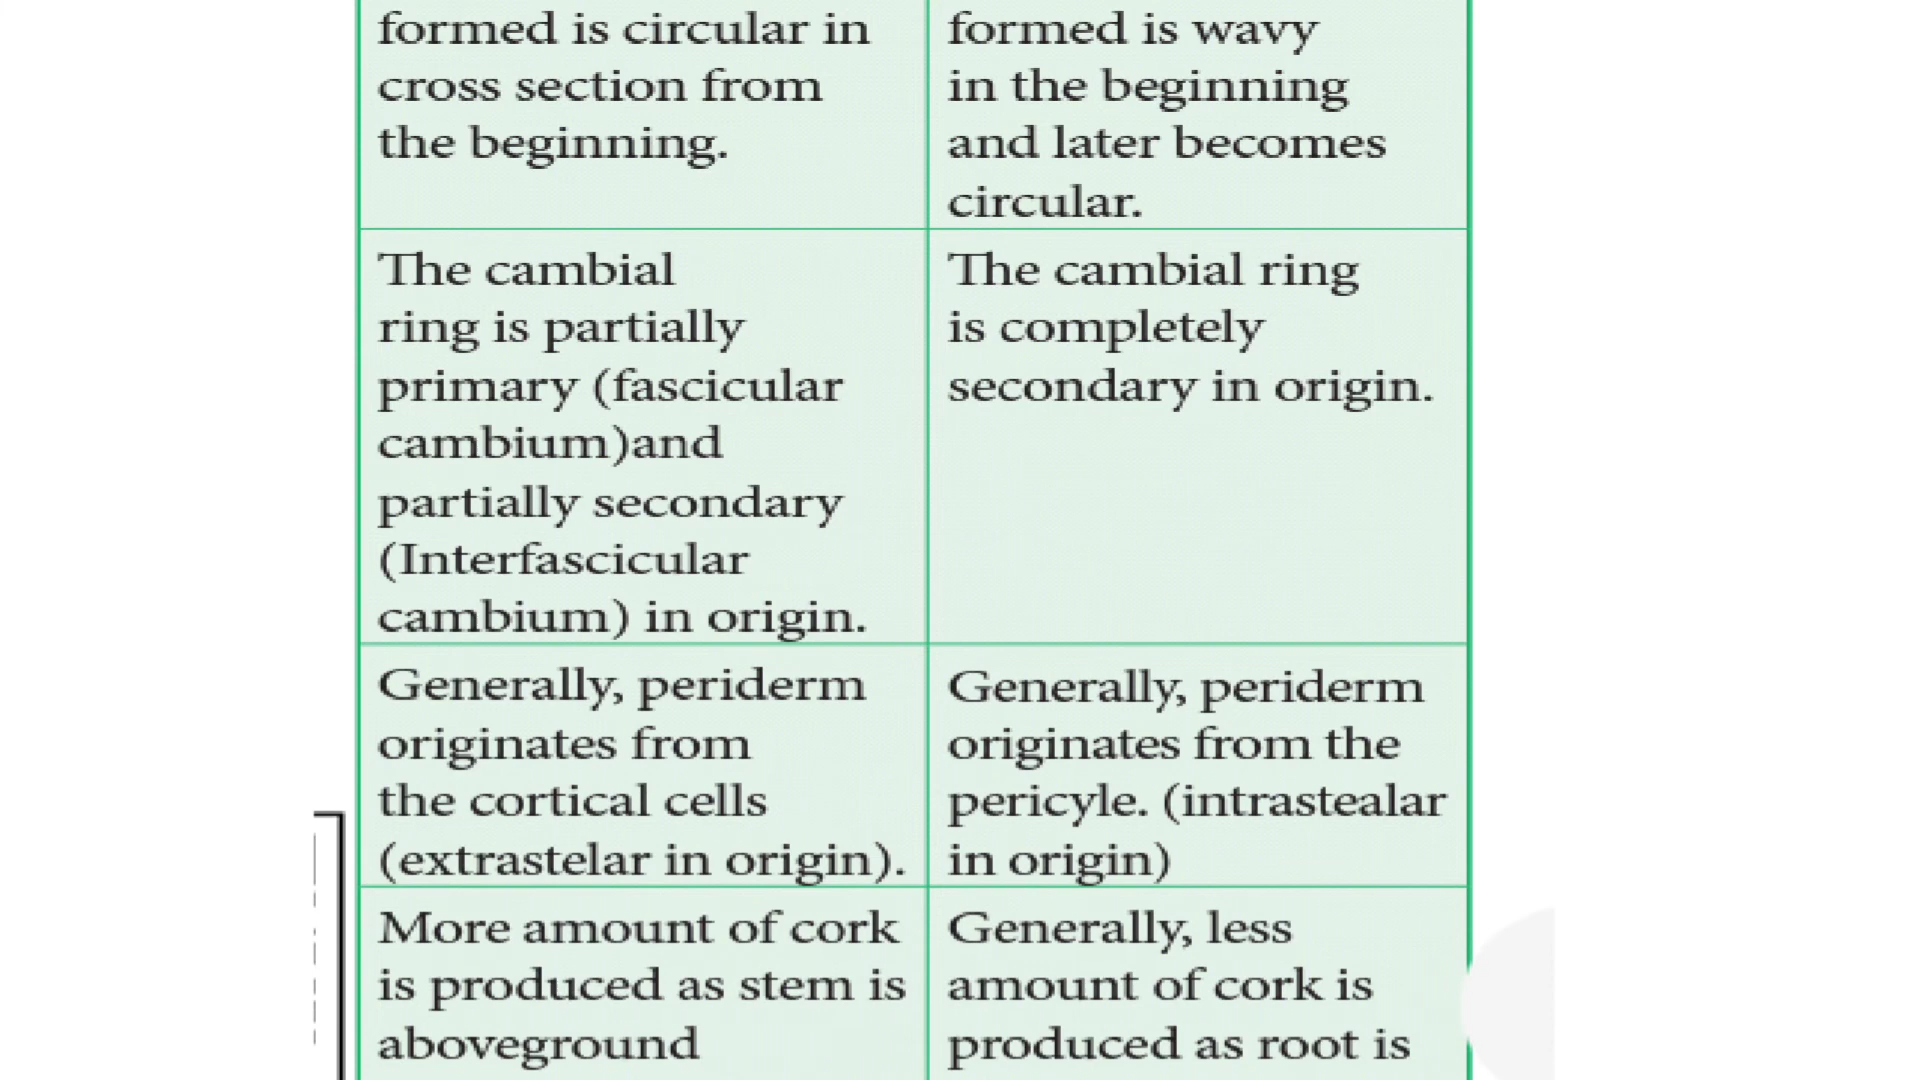 formed is circular in
cross section from
the beginning.
formed is wavy
in the beginning
and later becomes
circular.
The cambial
ring is partially
primary (fascicular
cambium)and
partially secondary
(Interfascicular
cambium) in origin.
The cambial ring
is completely
secondary in origin.
Generally, periderm
originates from
the cortical cells
(extrastelar in origin).
Generally, periderm
originates from the
pericyle. (intrastealar
in origin)
More amount of cork
is produced as stem is
aboveground
Generally, less
amount of cork is
produced as root is